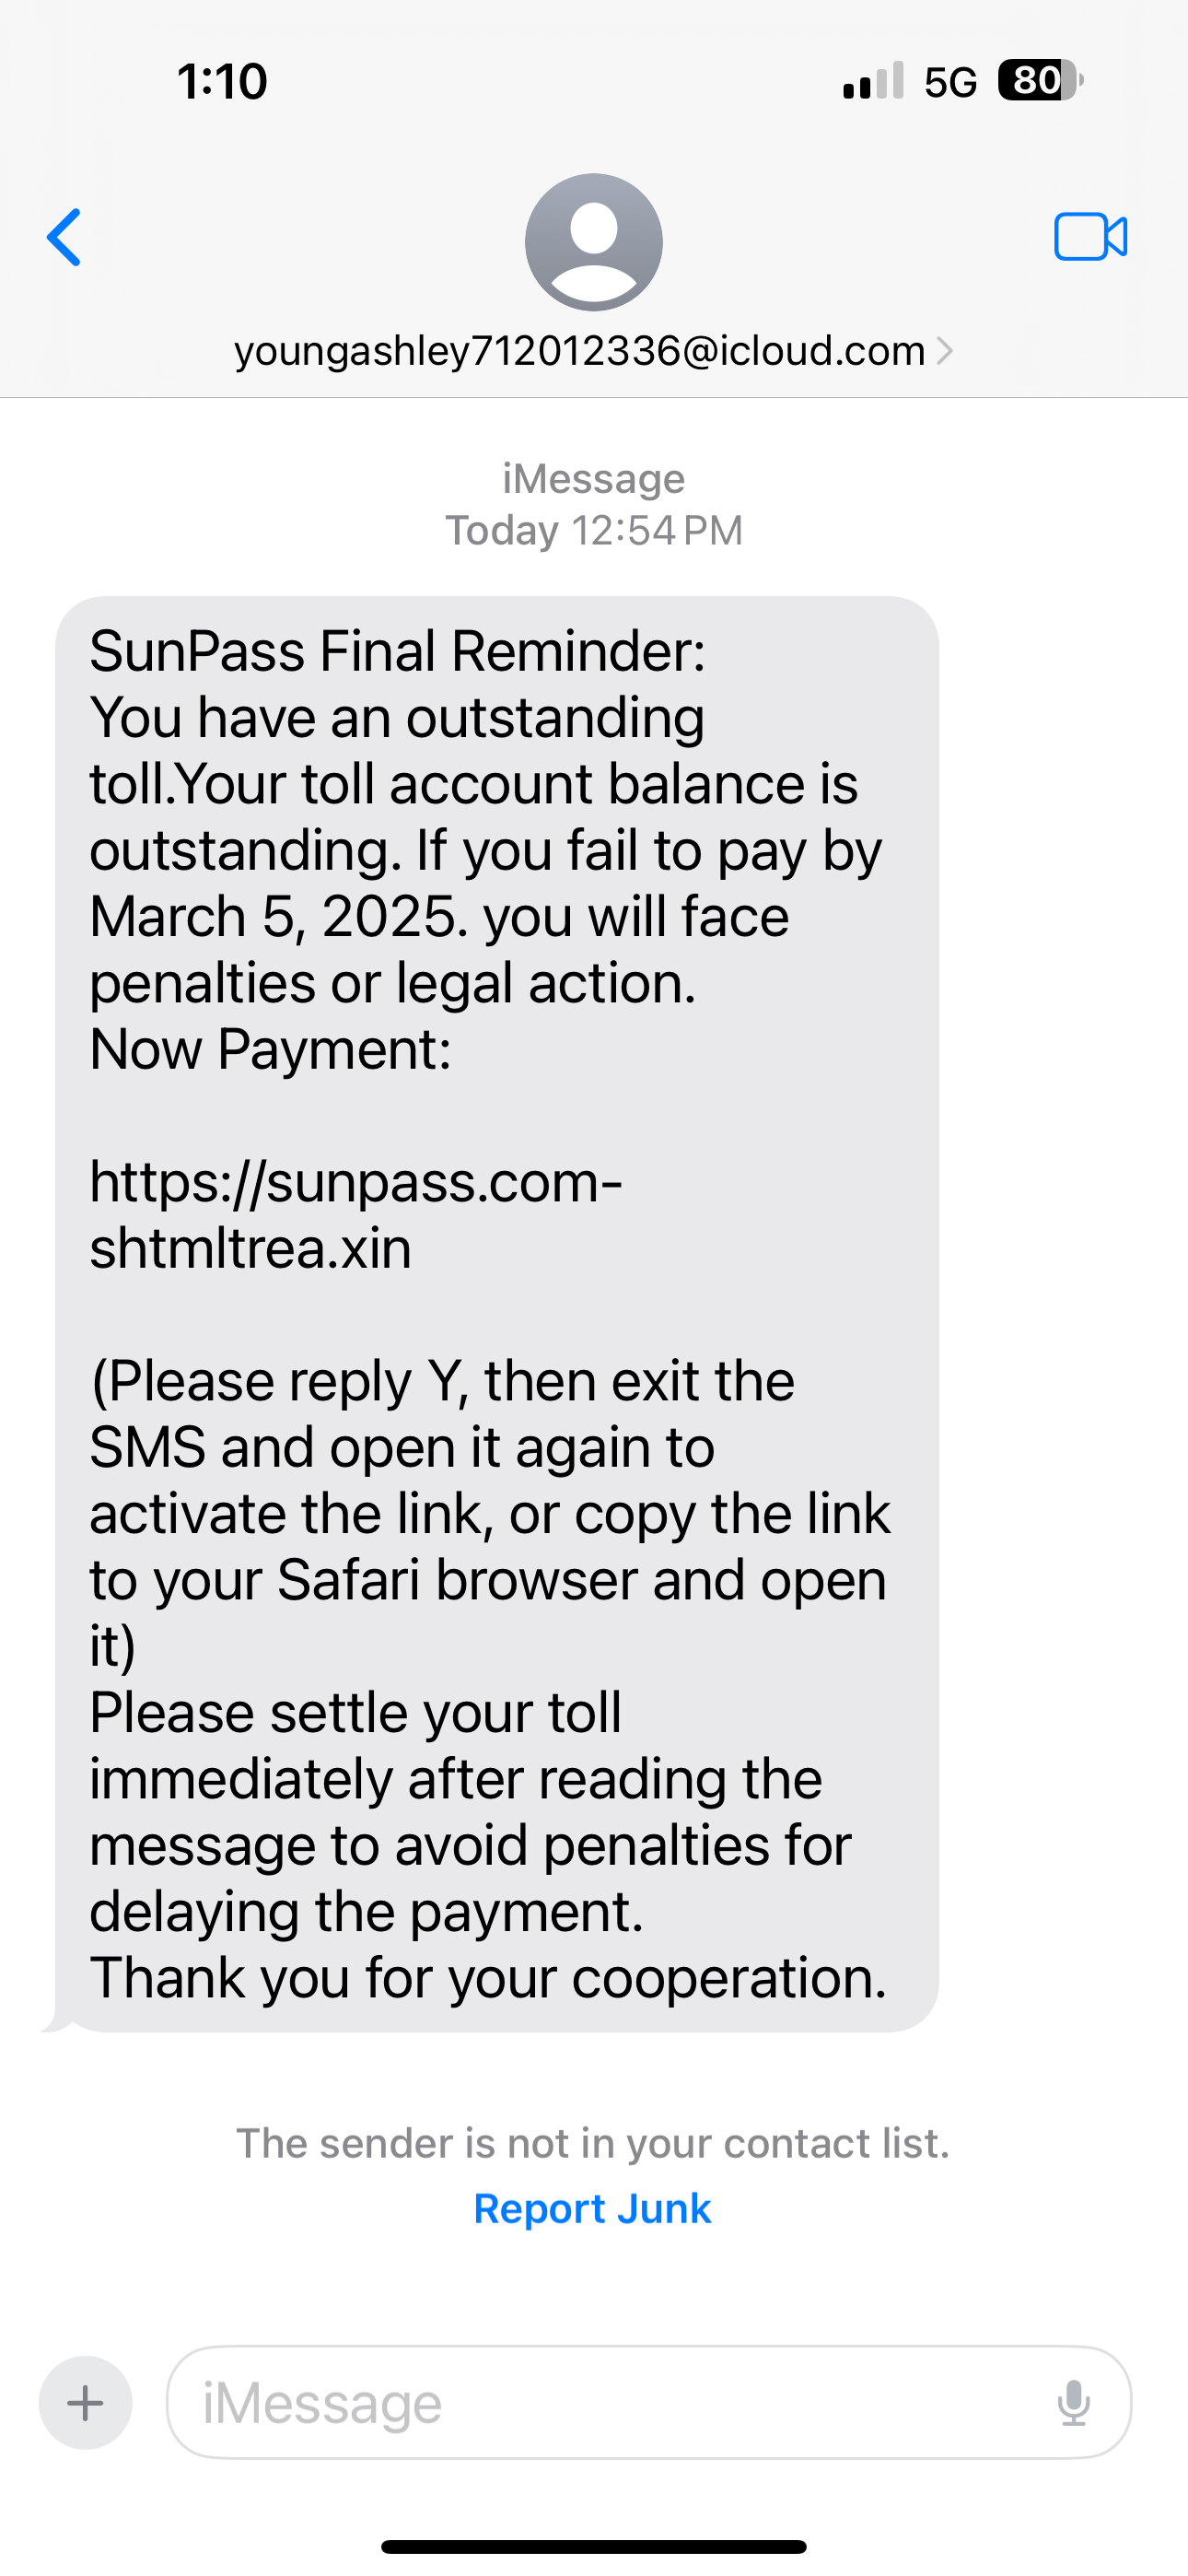 1:10
5G
80
youngashley712012336@icloud.com
iMessage
Today 12:54 PM
SunPass Final Reminder:
You have an outstanding
toll.Your toll account balance is
outstanding. If you fail to pay by
March 5, 2025. you will face
penalties or legal action.
Now Payment:
https://sunpass.com-
shtmltrea.xin
(Please reply Y, then exit the
SMS and open it again to
activate the link, or copy the link
to your Safari browser and open
it)
Please settle your toll
immediately after reading the
message to avoid penalties for
delaying the payment.
Thank you for your cooperation.
The sender is not in your contact list.
Report Junk
iMessage